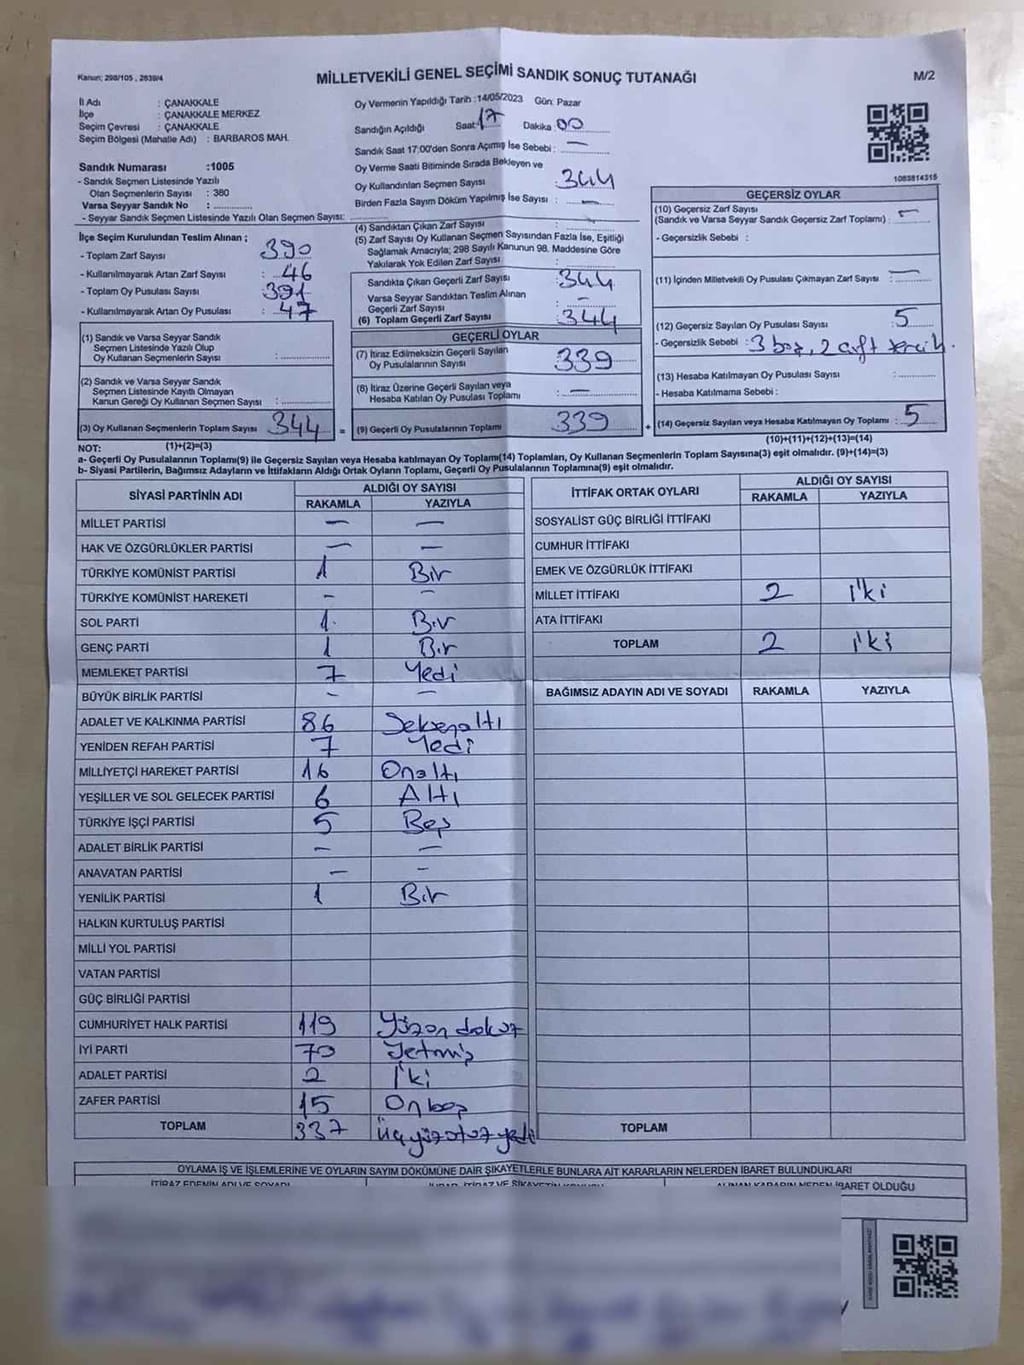 Kanun; 298/105 , 2839/4
MİLLETVEKİLİ GENEL SEÇİMİ SANDIK SONUÇ TUTANAĞI
M/2
İl Adı : ÇANAKKALE
İlçe : ÇANAKKALE MERKEZ
Seçim Çevresi : ÇANAKKALE
Seçim Bölgesi (Mahalle Adı) : BARBAROS MAH.
Sandık Numarası :1005
- Sandık Seçmen Listesinde Yazılı
Olan Seçmenlerin Sayısı : 380
Varsa Seyyar Sandık No :
- Seyyar Sandık Seçmen Listesinde Yazılı Olan Seçmen Sayısı:
Oy Vermenin Yapıldığı Tarih :14/05/2023 Gün: Pazar
Sandığın Açıldığı Saat: 17 Dakika: 00
Sandık Saat 17:00'den Sonra Açımış İse Sebebi : —
Oy Verme Saati Bitiminde Sırada Bekleyen ve
Oy Kullandırılan Seçmen Sayısı : 344
Birden Fazla Sayım Döküm Yapılmış İse Sayısı : —
1083814315
İlçe Seçim Kurulundan Teslim Alınan ;
- Toplam Zarf Sayısı : 390
- Kullanılmayarak Artan Zarf Sayısı : 46
- Toplam Oy Pusulası Sayısı : 391
- Kullanılmayarak Artan Oy Pusulası : 47
(4) Sandıktan Çıkan Zarf Sayısı :
(5) Zarf Sayısı Oy Kullanan Seçmen Sayısından Fazla İse, Eşitliği
Sağlamak Amacıyla; 298 Sayılı Kanunun 98. Maddesine Göre
Yakılarak Yok Edilen Zarf Sayısı :
Sandıkta Çıkan Geçerli Zarf Sayısı : 344
Varsa Seyyar Sandıktan Teslim Alınan
Geçerli Zarf Sayısı : —
(6) Toplam Geçerli Zarf Sayısı : 344
GEÇERSİZ OYLAR
(10) Geçersiz Zarf Sayısı
(Sandık ve Varsa Seyyar Sandık Geçersiz Zarf Toplamı) : —
- Geçersizlik Sebebi :
(11) İçinden Milletvekili Oy Pusulası Çıkmayan Zarf Sayısı : —
(12) Geçersiz Sayılan Oy Pusulası Sayısı : 5
- Geçersizlik Sebebi : 3 boş, 2 çift tercih.
(13) Hesaba Katılmayan Oy Pusulası Sayısı :
- Hesaba Katılmama Sebebi :
(14) Geçersiz Sayılan veya Hesaba Katılmayan Oy Toplamı : 5
(10)+(11)+(12)+(13)=(14)
(1) Sandık ve Varsa Seyyar Sandık
Seçmen Listesinde Yazılı Olup
Oy Kullanan Seçmenlerin Sayısı :
(2) Sandık ve Varsa Seyyar Sandık
Seçmen Listesinde Kayıtlı Olmayan
Kanun Gereği Oy Kullanan Seçmen Sayısı :
(3) Oy Kullanan Seçmenlerin Toplam Sayısı : 344
(1)+(2)=(3)
GEÇERLİ OYLAR
(7) İtiraz Edilmeksizin Geçerli Sayılan
Oy Pusulalarının Sayısı : 339
(8) İtiraz Üzerine Geçerli Sayılan veya
Hesaba Katılan Oy Pusulası Toplamı : —
= (9) Geçerli Oy Pusulalarının Toplamı : 339 +
NOT:
a- Geçerli Oy Pusulalarının Toplamı(9) ile Geçersiz Sayılan veya Hesaba katılmayan Oy Toplamı(14) Toplamları, Oy Kullanan Seçmenlerin Toplam Sayısına(3) eşit olmalıdır. (9)+(14)=(3)
b- Siyasi Partilerin, Bağımsız Adayların ve İttifakların Aldığı Ortak Oyların Toplamı, Geçerli Oy Pusulalarının Toplamına(9) eşit olmalıdır.
SİYASİ PARTİNİN ADI ALDIĞI OY SAYISI
RAKAMLA YAZIYLA
MİLLET PARTİSİ — —
HAK VE ÖZGÜRLÜKLER PARTİSİ — —
TÜRKİYE KOMÜNİST PARTİSİ 1 Bir
TÜRKİYE KOMÜNİST HAREKETİ — —
SOL PARTİ 1 Bir
GENÇ PARTİ 1 Bir
MEMLEKET PARTİSİ 7 Yedi
BÜYÜK BİRLİK PARTİSİ — —
ADALET VE KALKINMA PARTİSİ 86 Seksenaltı
YENİDEN REFAH PARTİSİ 7 Yedi
MİLLİYETÇİ HAREKET PARTİSİ 16 Onaltı
YEŞİLLER VE SOL GELECEK PARTİSİ 6 Altı
TÜRKİYE İŞÇİ PARTİSİ 5 Beş
ADALET BİRLİK PARTİSİ — —
ANAVATAN PARTİSİ — —
YENİLİK PARTİSİ 1 Bir
HALKIN KURTULUŞ PARTİSİ
MİLLİ YOL PARTİSİ
VATAN PARTİSİ
GÜÇ BİRLİĞİ PARTİSİ
CUMHURİYET HALK PARTİSİ 119 Yüzon dokuz
İYİ PARTİ 70 Yetmiş
ADALET PARTİSİ 2 İki
ZAFER PARTİSİ 15 Onbeş
TOPLAM 337 Üçyüzotuz yedi
İTTİFAK ORTAK OYLARI ALDIĞI OY SAYISI
RAKAMLA YAZIYLA
SOSYALİST GÜÇ BİRLİĞİ İTTİFAKI
CUMHUR İTTİFAKI
EMEK VE ÖZGÜRLÜK İTTİFAKI
MİLLET İTTİFAKI 2 İki
ATA İTTİFAKI
TOPLAM 2 İki
BAĞIMSIZ ADAYIN ADI VE SOYADI RAKAMLA YAZIYLA
TOPLAM
OYLAMA İŞ VE İŞLEMLERİNE VE OYLARIN SAYIM DÖKÜMÜNE DAİR ŞİKAYETLERLE BUNLARA AİT KARARLARIN NELERDEN İBARET BULUNDUKLARI
İTİRAZ EDENİN ADI VE SOYADI
ALINAN KARARIN NEDEN İBARET OLDUĞU